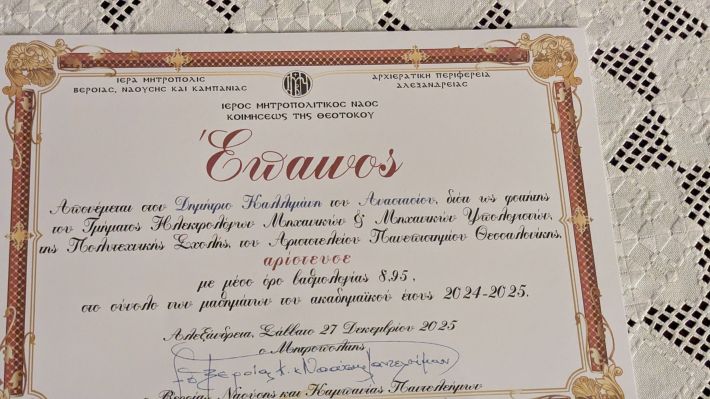 ΙΕΡΑ ΜΗΤΡΟΠΟΛΙΣ
ΒΕΡΟΙΑΣ, ΝΑΟΥΣΗΣ ΚΑΙ ΚΑΜΠΑΝΙΑΣ
ΑΡΧΙΕΡΑΤΙΚΗ ΠΕΡΙΦΕΡΕΙΑ
ΑΛΕΞΑΝΔΡΕΙΑΣ
ΙΕΡΟΣ ΜΗΤΡΟΠΟΛΙΤΙΚΟΣ ΝΑΟΣ
ΚΟΙΜΗΣΕΩΣ ΤΗΣ ΘΕΟΤΟΚΟΥ
Έπαινος
Απονέμεται στον Δημήτριο Καλλιμάνη του Αναστασίου, διότι ως φοιτητής
του Τμήματος Ηλεκτρολόγων Μηχανικών & Μηχανικών Υπολογιστών,
της Πολυτεχνικής Σχολής, του Αριστοτελείου Πανεπιστημίου Θεσσαλονίκης,
αρίστευσε
με μέσο όρο βαθμολογίας 8,95,
στο σύνολο των μαθημάτων του ακαδημαϊκού έτους 2024-2025.
Αλεξάνδρεια, Σάββατο 27 Δεκεμβρίου 2025
ο Μητροπολίτης
Βεροίας, Ναούσης και Καμπανίας Παντελεήμων